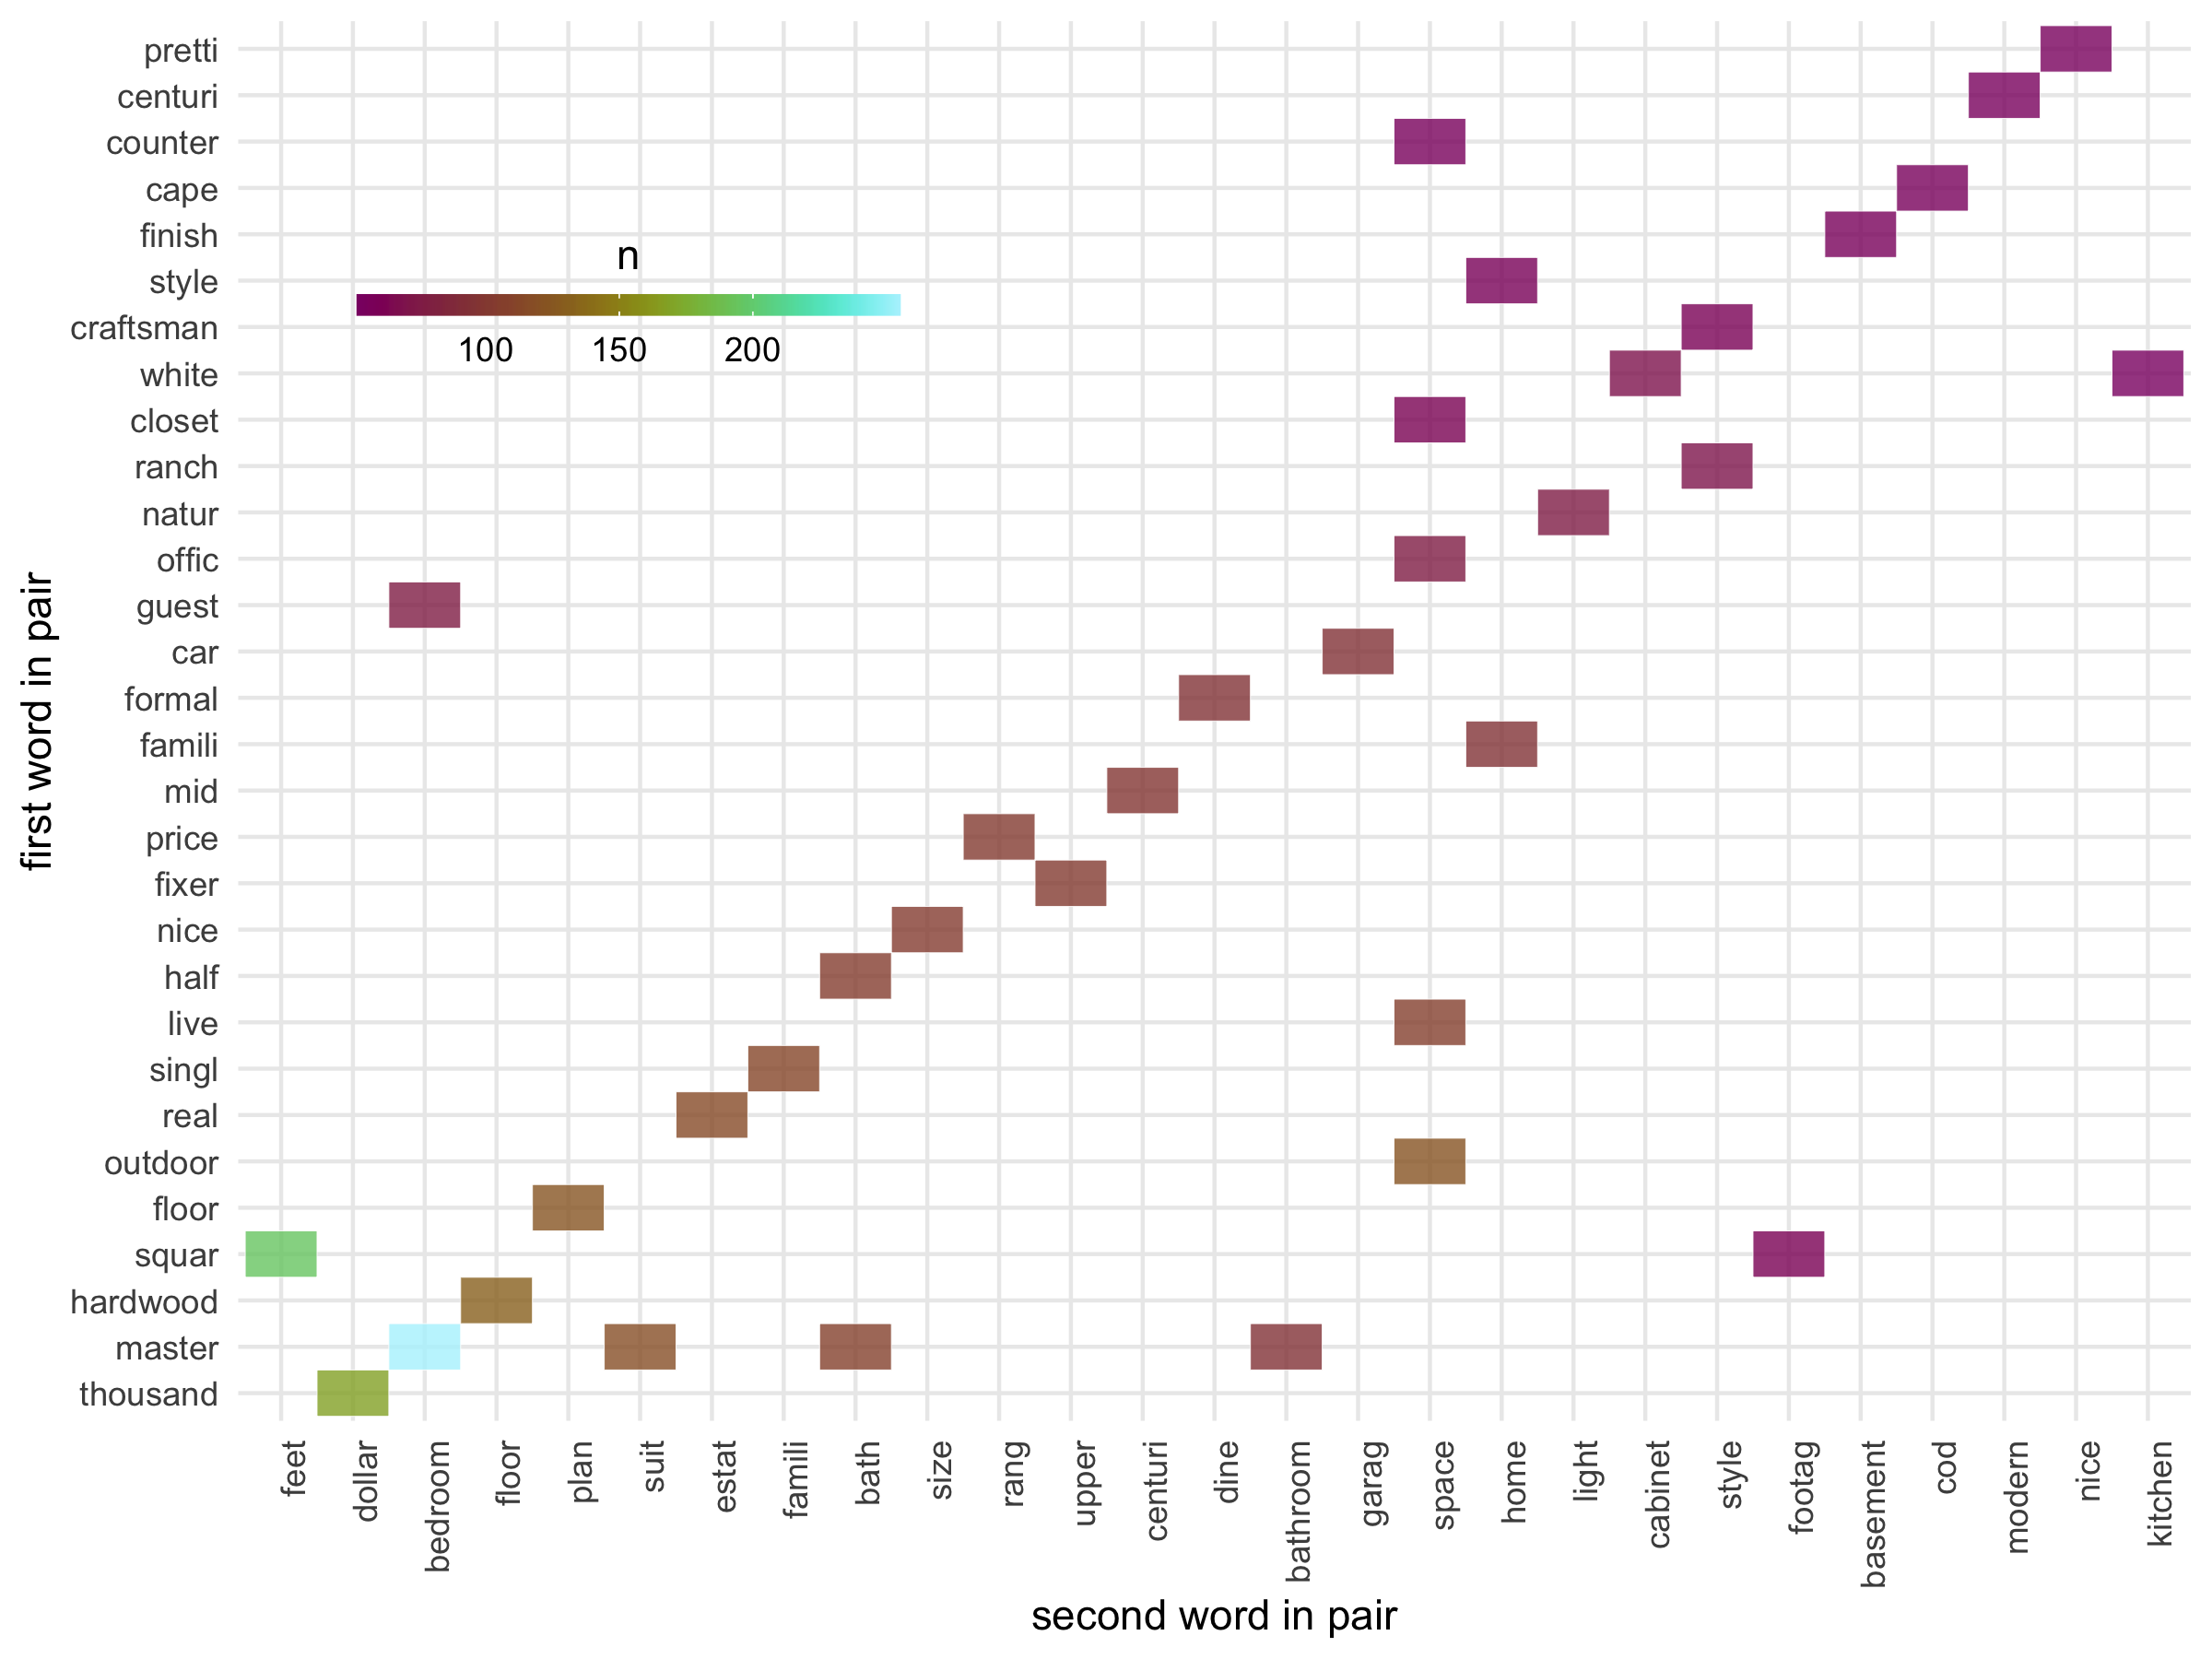 pretti
centuri
counter
cape
finish
style
craftsman
white
closet
ranch
natur
offic
guest
car
formal
famili
mid
price
fixer
nice
half
live
singl
real
outdoor
floor
squar
hardwood
master
thousand
first word in pair
n
100 150 200
feet dollar bedroom floor plan suit estat famili bath size rang upper centuri dine bathroom garag space home light cabinet style footag basement cod modern nice kitchen
second word in pair